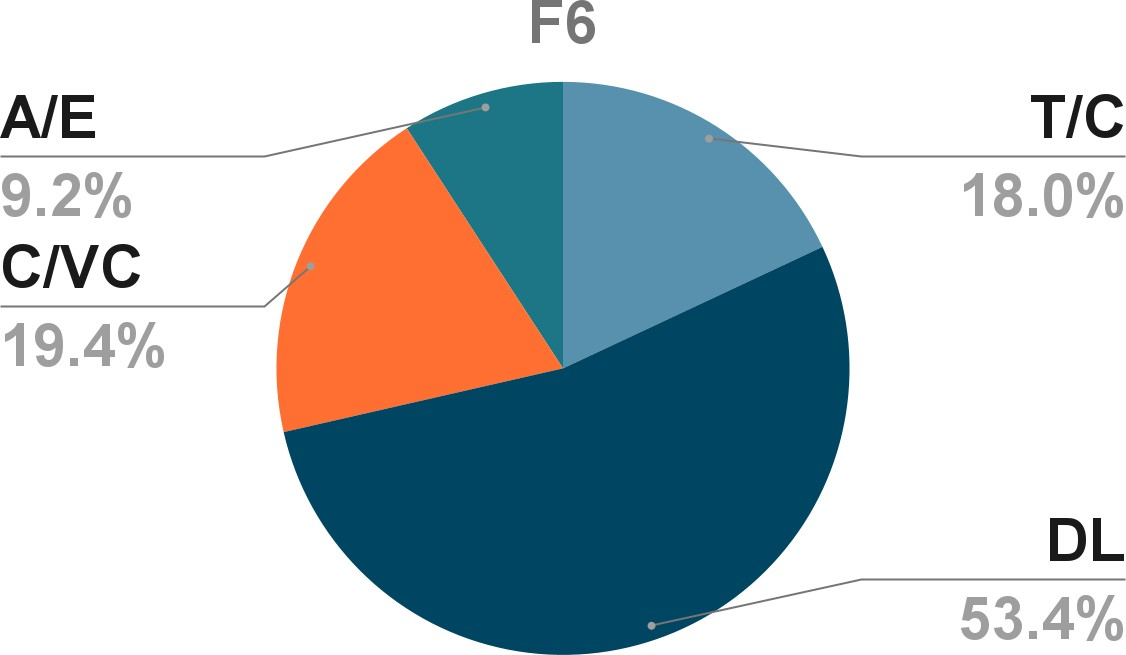 F6
A/E
9.2%
C/VC
19.4%
T/C
18.0%
DL
53.4%